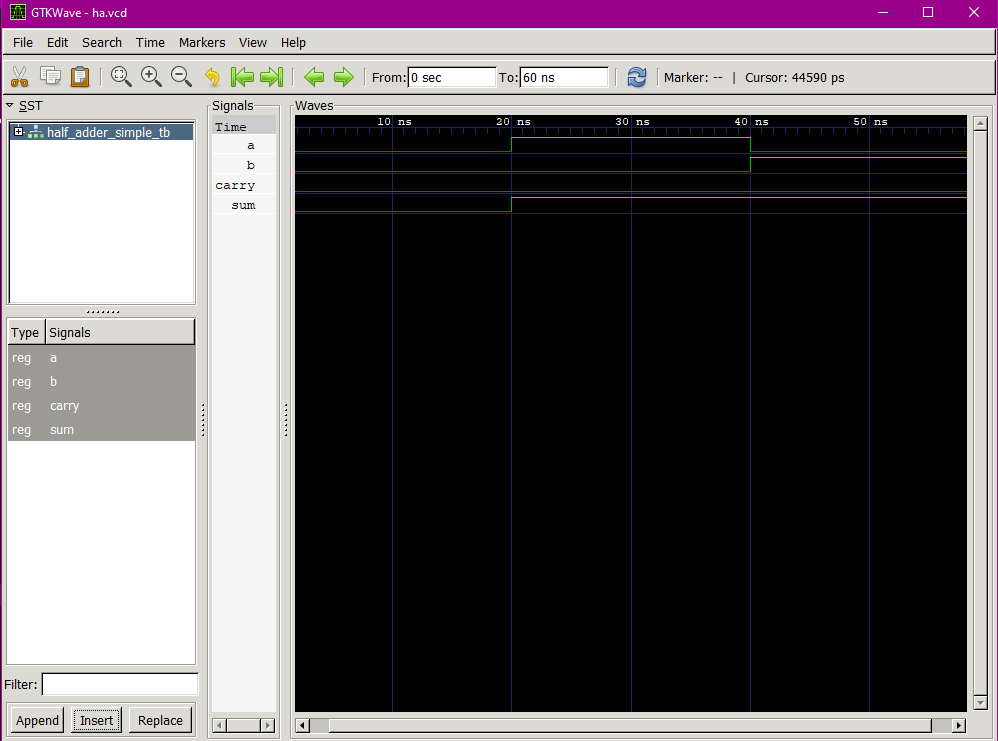 GTKWave - ha.vcd
File Edit Search Time Markers View Help
From: 0 sec To: 60 ns Marker: -- | Cursor: 44590 ps
SST
half_adder_simple_tb
Type Signals
reg a
reg b
reg carry
reg sum
Filter:
Append Insert Replace
Signals
Time
a
b
carry
sum
Waves
10 ns 20 ns 30 ns 40 ns 50 ns